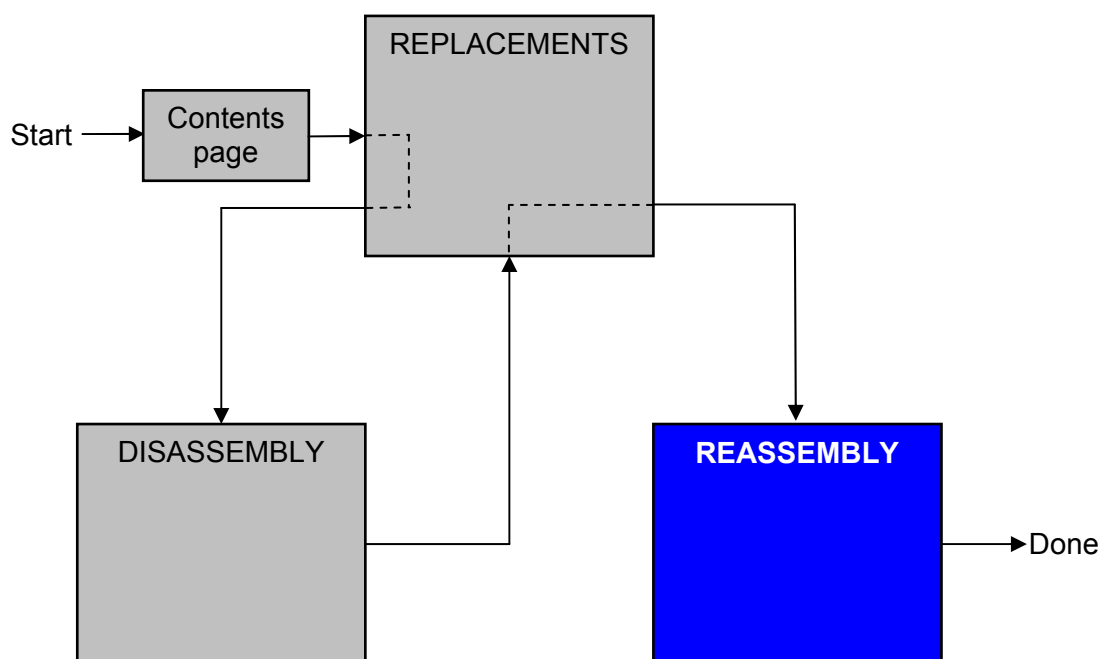 REPLACEMENTS
Start
Contents
page
DISASSEMBLY
REASSEMBLY
Done